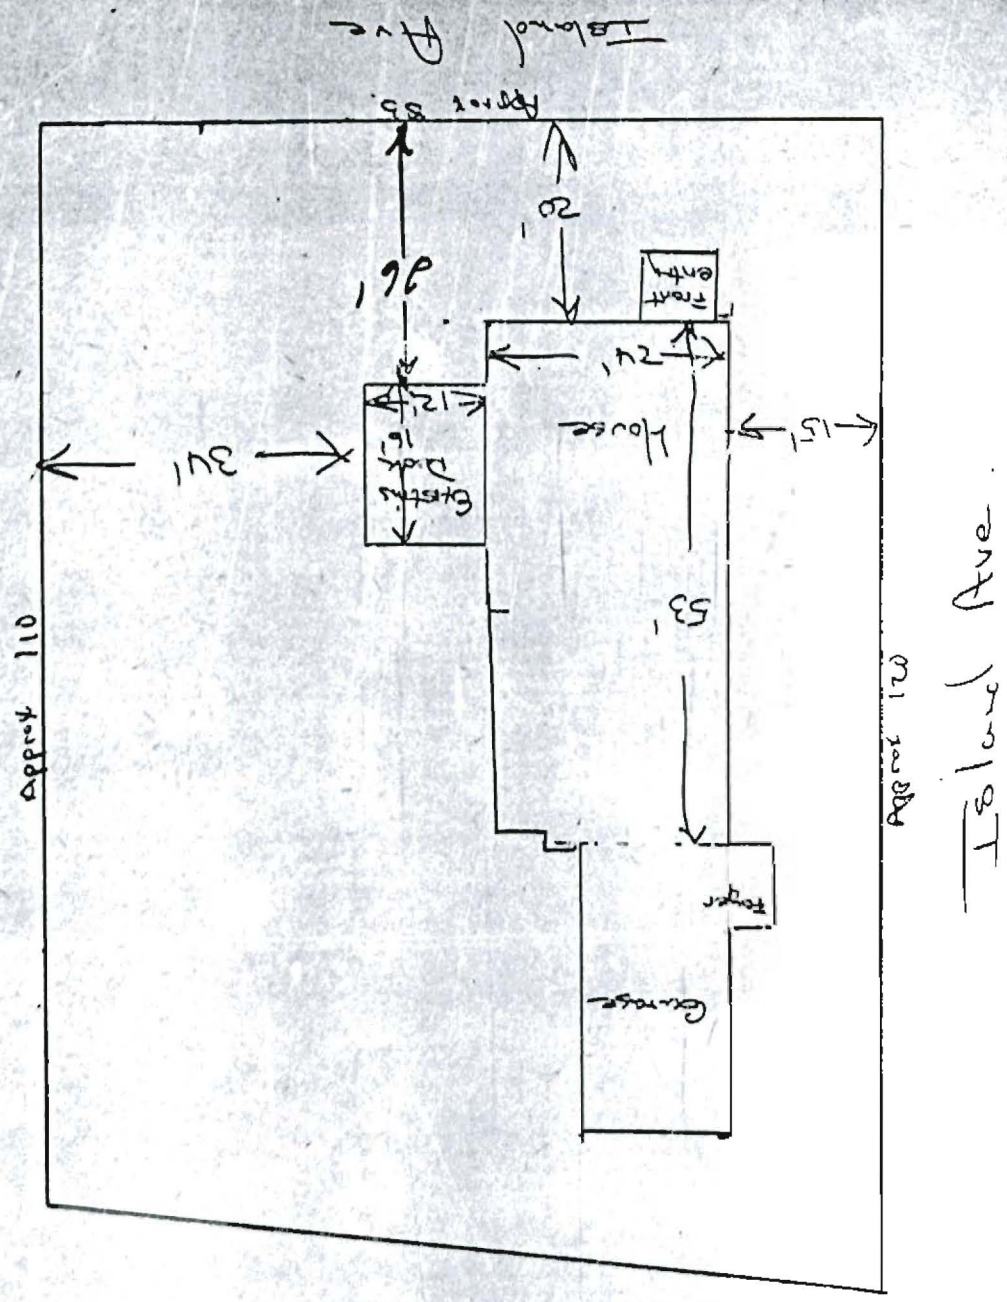 Island Ave
Approx 85
20'
26'
Front
entry
24'
12'
House
15'
34'
16'
Existing
Deck
53'
Approx 110
Approx 120
Island Ave.
Foyer
Garage